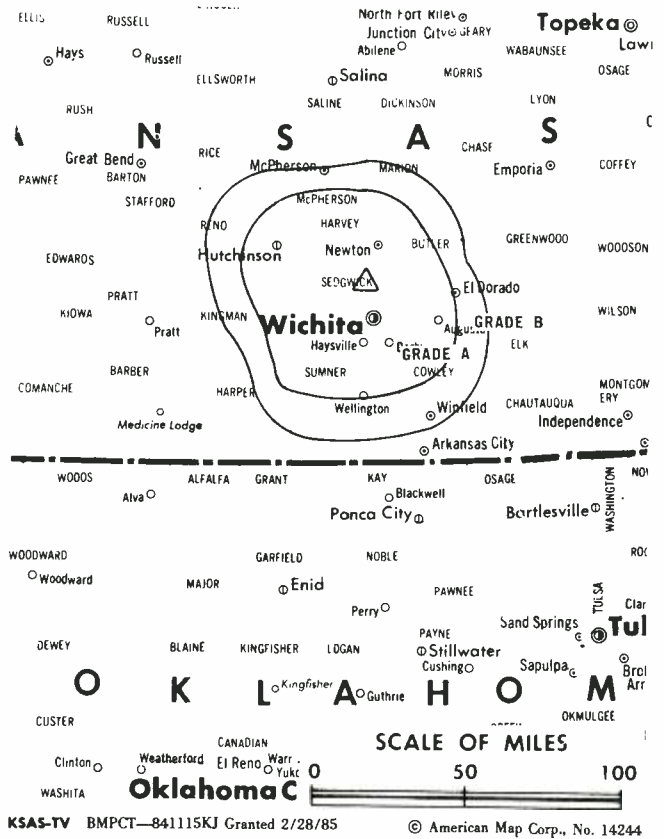 ELLIS RUSSELL North Fort Riley Topeka
Junction City GEARY
Hays Russell Abilene WABAUNSEE
ELLSWORTH Salina MORRIS OSAGE
RUSH SALINE DICKINSON LYON
A N S A S
RICE CHASE
Great Bend McPHERSON MARION Emporia COFFEY
PAWNEE BARTON
STAFFORD McPHERSON
RENO HARVEY
Hutchinson Newton BUTLER GREENWOOD WOODSON
EDWARDS
SEDGWICK El Dorado
PRATT
KIOWA KINGMAN Wichita GRADE B WILSON
Pratt Haysville ELK
GRADE A
BARBER SUMNER COWLEY
COMANCHE HARPER MONTGOM
ERY
Wellington Winfield CHAUTAUQUA Independence
Medicine Lodge
Arkansas City
WOODS ALFALFA GRANT KAY OSAGE
Alva Blackwell WASHINGTON
Ponca City Bartlesville
WOODWARD GARFIELD NOBLE
Woodward MAJOR Enid PAWNEE TULSA
Perry Sand Springs Tul
DEWEY BLAINE KINGFISHER LOGAN PAYNE
Stillwater
Cushing Sapulpa
O K L A H O M
Kingfisher Guthrie
CUSTER OKMULGEE
CANADIAN SCALE OF MILES
Clinton Weatherford El Reno 0 50 100
WASHITA Oklahoma C
KSAS-TV BMPCT—841115KJ Granted 2/28/85 © American Map Corp., No. 14244